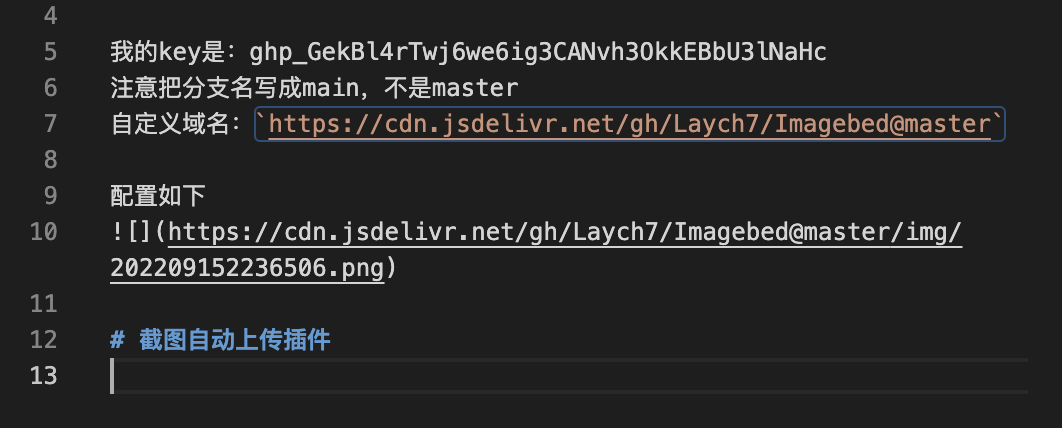 4
5 我的key是：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
6 注意把分支名写成main，不是master
7 自定义域名：`https://cdn.jsdelivr.net/gh/Laych7/Imagebed@master`
8
9 配置如下
10 ![](https://cdn.jsdelivr.net/gh/Laych7/Imagebed@master/img/
202209152236506.png)
11
12 # 截图自动上传插件
13